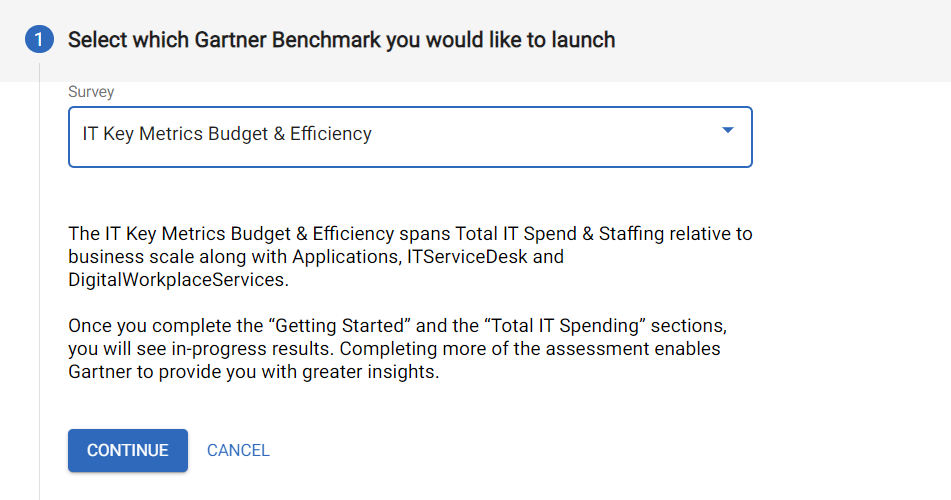 1 Select which Gartner Benchmark you would like to launch
Survey
IT Key Metrics Budget & Efficiency
The IT Key Metrics Budget & Efficiency spans Total IT Spend & Staffing relative to
business scale along with Applications, ITServiceDesk and
DigitalWorkplaceServices.
Once you complete the “Getting Started” and the “Total IT Spending” sections,
you will see in-progress results. Completing more of the assessment enables
Gartner to provide you with greater insights.
CONTINUE CANCEL